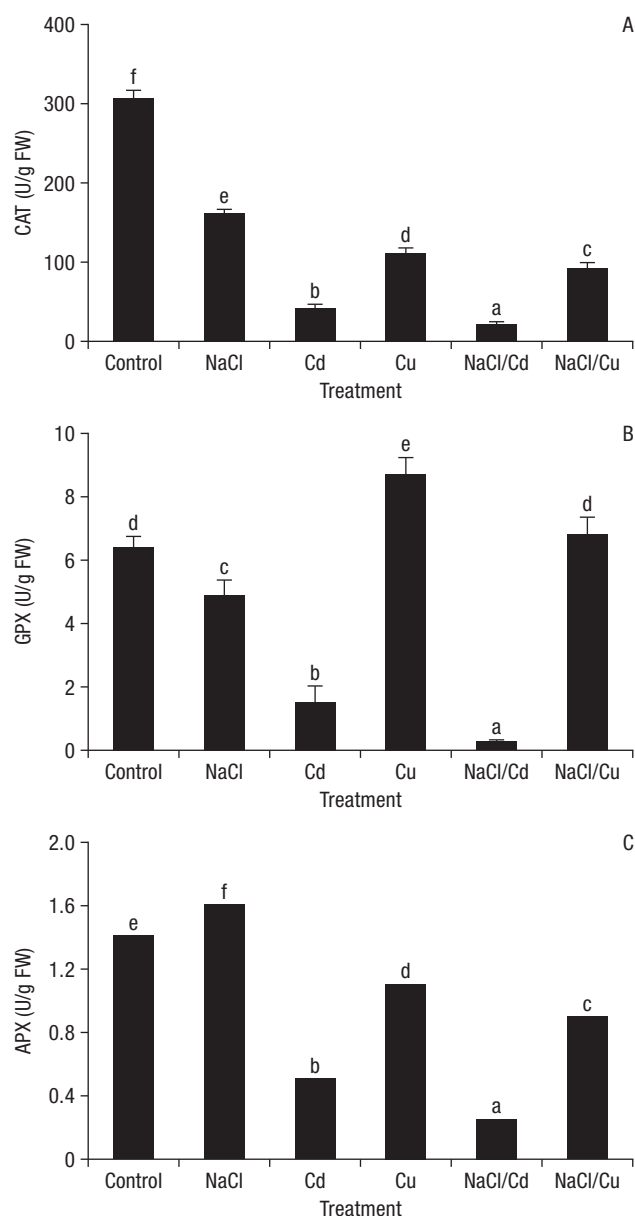 A
f
400
300
e
CAT (U/g FW)
200
d
c
100
b
a
0
Control NaCl Cd Cu NaCl/Cd NaCl/Cu
Treatment
10
B
e
8
d
d
GPX (U/g FW)
6
c
4
b
2
a
0
Control NaCl Cd Cu NaCl/Cd NaCl/Cu
Treatment
2.0
C
f
1.6
e
APX (U/g FW)
1.2
d
c
0.8
b
0.4
a
0
Control NaCl Cd Cu NaCl/Cd NaCl/Cu
Treatment